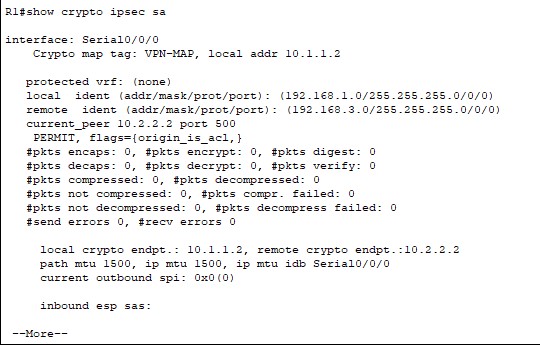 R1#show crypto ipsec sa
interface: Serial0/0/0
Crypto map tag: VPN-MAP, local addr 10.1.1.2
protected vrf: (none)
local ident (addr/mask/prot/port): (192.168.1.0/255.255.255.0/0/0)
remote ident (addr/mask/prot/port): (192.168.3.0/255.255.255.0/0/0)
current_peer 10.2.2.2 port 500
PERMIT, flags={origin_is_acl,}
#pkts encaps: 0, #pkts encrypt: 0, #pkts digest: 0
#pkts decaps: 0, #pkts decrypt: 0, #pkts verify: 0
#pkts compressed: 0, #pkts decompressed: 0
#pkts not compressed: 0, #pkts compr. failed: 0
#pkts not decompressed: 0, #pkts decompress failed: 0
#send errors 0, #recv errors 0
local crypto endpt.: 10.1.1.2, remote crypto endpt.:10.2.2.2
path mtu 1500, ip mtu 1500, ip mtu idb Serial0/0/0
current outbound spi: 0x0(0)
inbound esp sas:
--More--